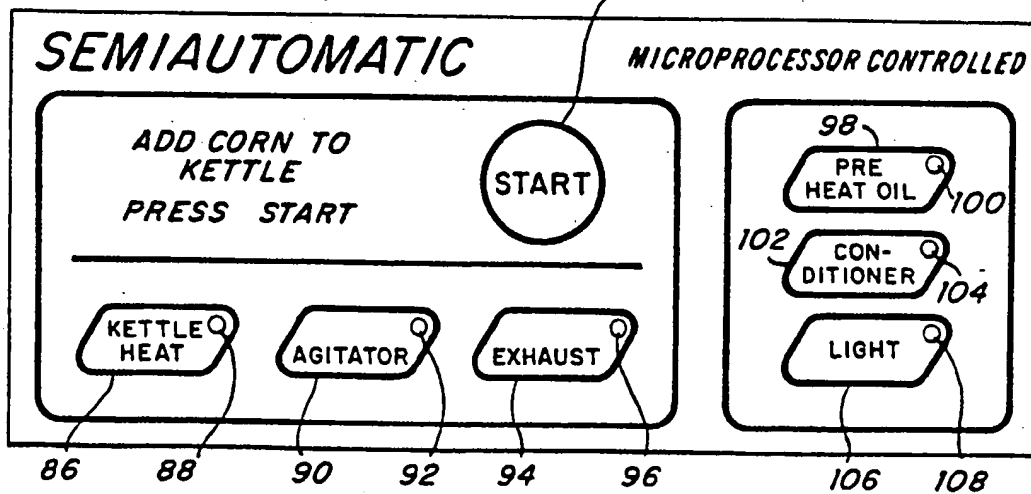 SEMIAUTOMATIC
MICROPROCESSOR CONTROLLED
ADD CORN TO
KETTLE
PRESS START
START
KETTLE
HEAT
AGITATOR
EXHAUST
98
PRE
HEAT OIL
100
102
CON-
DITIONER
104
LIGHT
86 88 90 92 94 96 106 108